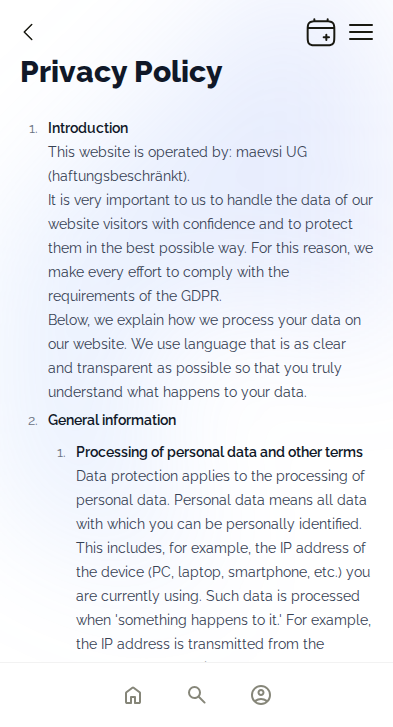 Privacy Policy
1. Introduction
This website is operated by: maevsi UG
(haftungsbeschränkt).
It is very important to us to handle the data of our
website visitors with confidence and to protect
them in the best possible way. For this reason, we
make every effort to comply with the
requirements of the GDPR.
Below, we explain how we process your data on
our website. We use language that is as clear
and transparent as possible so that you truly
understand what happens to your data.
2. General information
1. Processing of personal data and other terms
Data protection applies to the processing of
personal data. Personal data means all data
with which you can be personally identified.
This includes, for example, the IP address of
the device (PC, laptop, smartphone, etc.) you
are currently using. Such data is processed
when 'something happens to it.' For example,
the IP address is transmitted from the